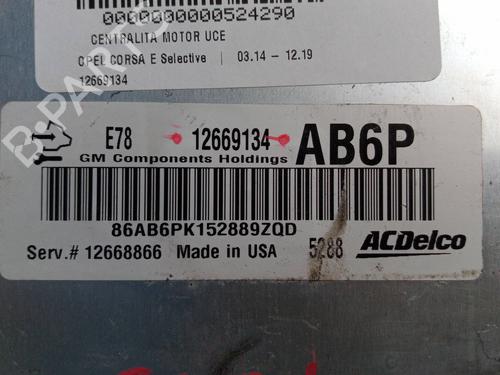 0000000000524290
CENTRALITA MOTOR UCE
OPEL CORSA E Selective | 03.14 - 12.19
12669134
E78 12669134 AB6P
GM Components Holdings
86AB6PK152889ZQD
Serv.# 12668866 Made in USA 5288 ACDelco
B-PARTS